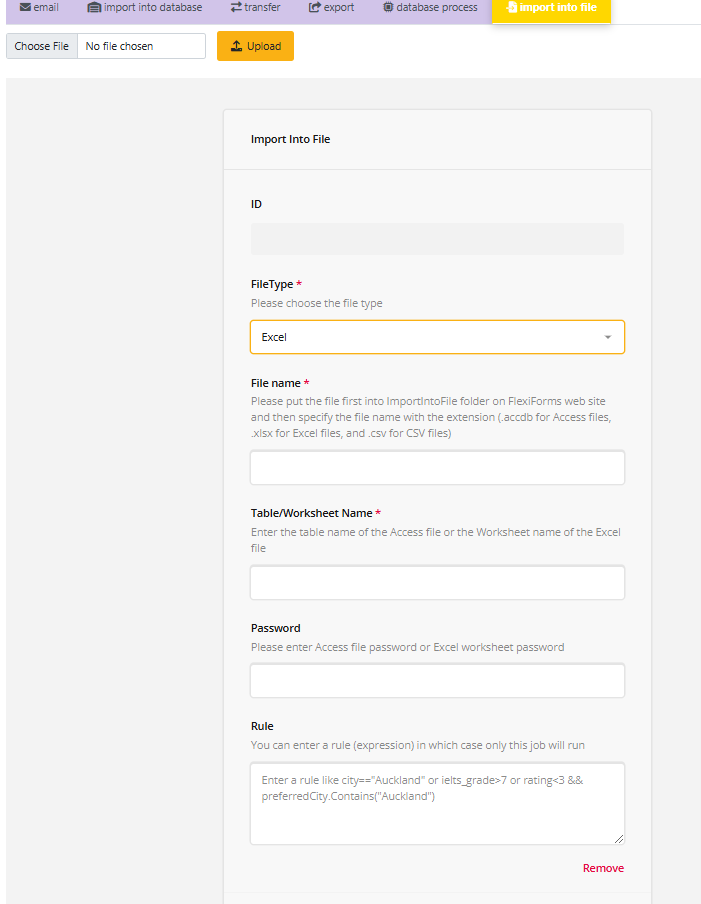 email import into database transfer export database process import into file
Choose File No file chosen Upload
Import Into File
ID
FileType *
Please choose the file type
Excel
File name *
Please put the file first into ImportIntoFile folder on FlexiForms web site
and then specify the file name with the extension (.accdb for Access files,
.xlsx for Excel files, and .csv for CSV files)
Table/Worksheet Name *
Enter the table name of the Access file or the Worksheet name of the Excel
file
Password
Please enter Access file password or Excel worksheet password
Rule
You can enter a rule (expression) in which case only this job will run
Enter a rule like city=="Auckland" or ielts_grade>7 or rating<3 &&
preferredCity.Contains("Auckland")
Remove